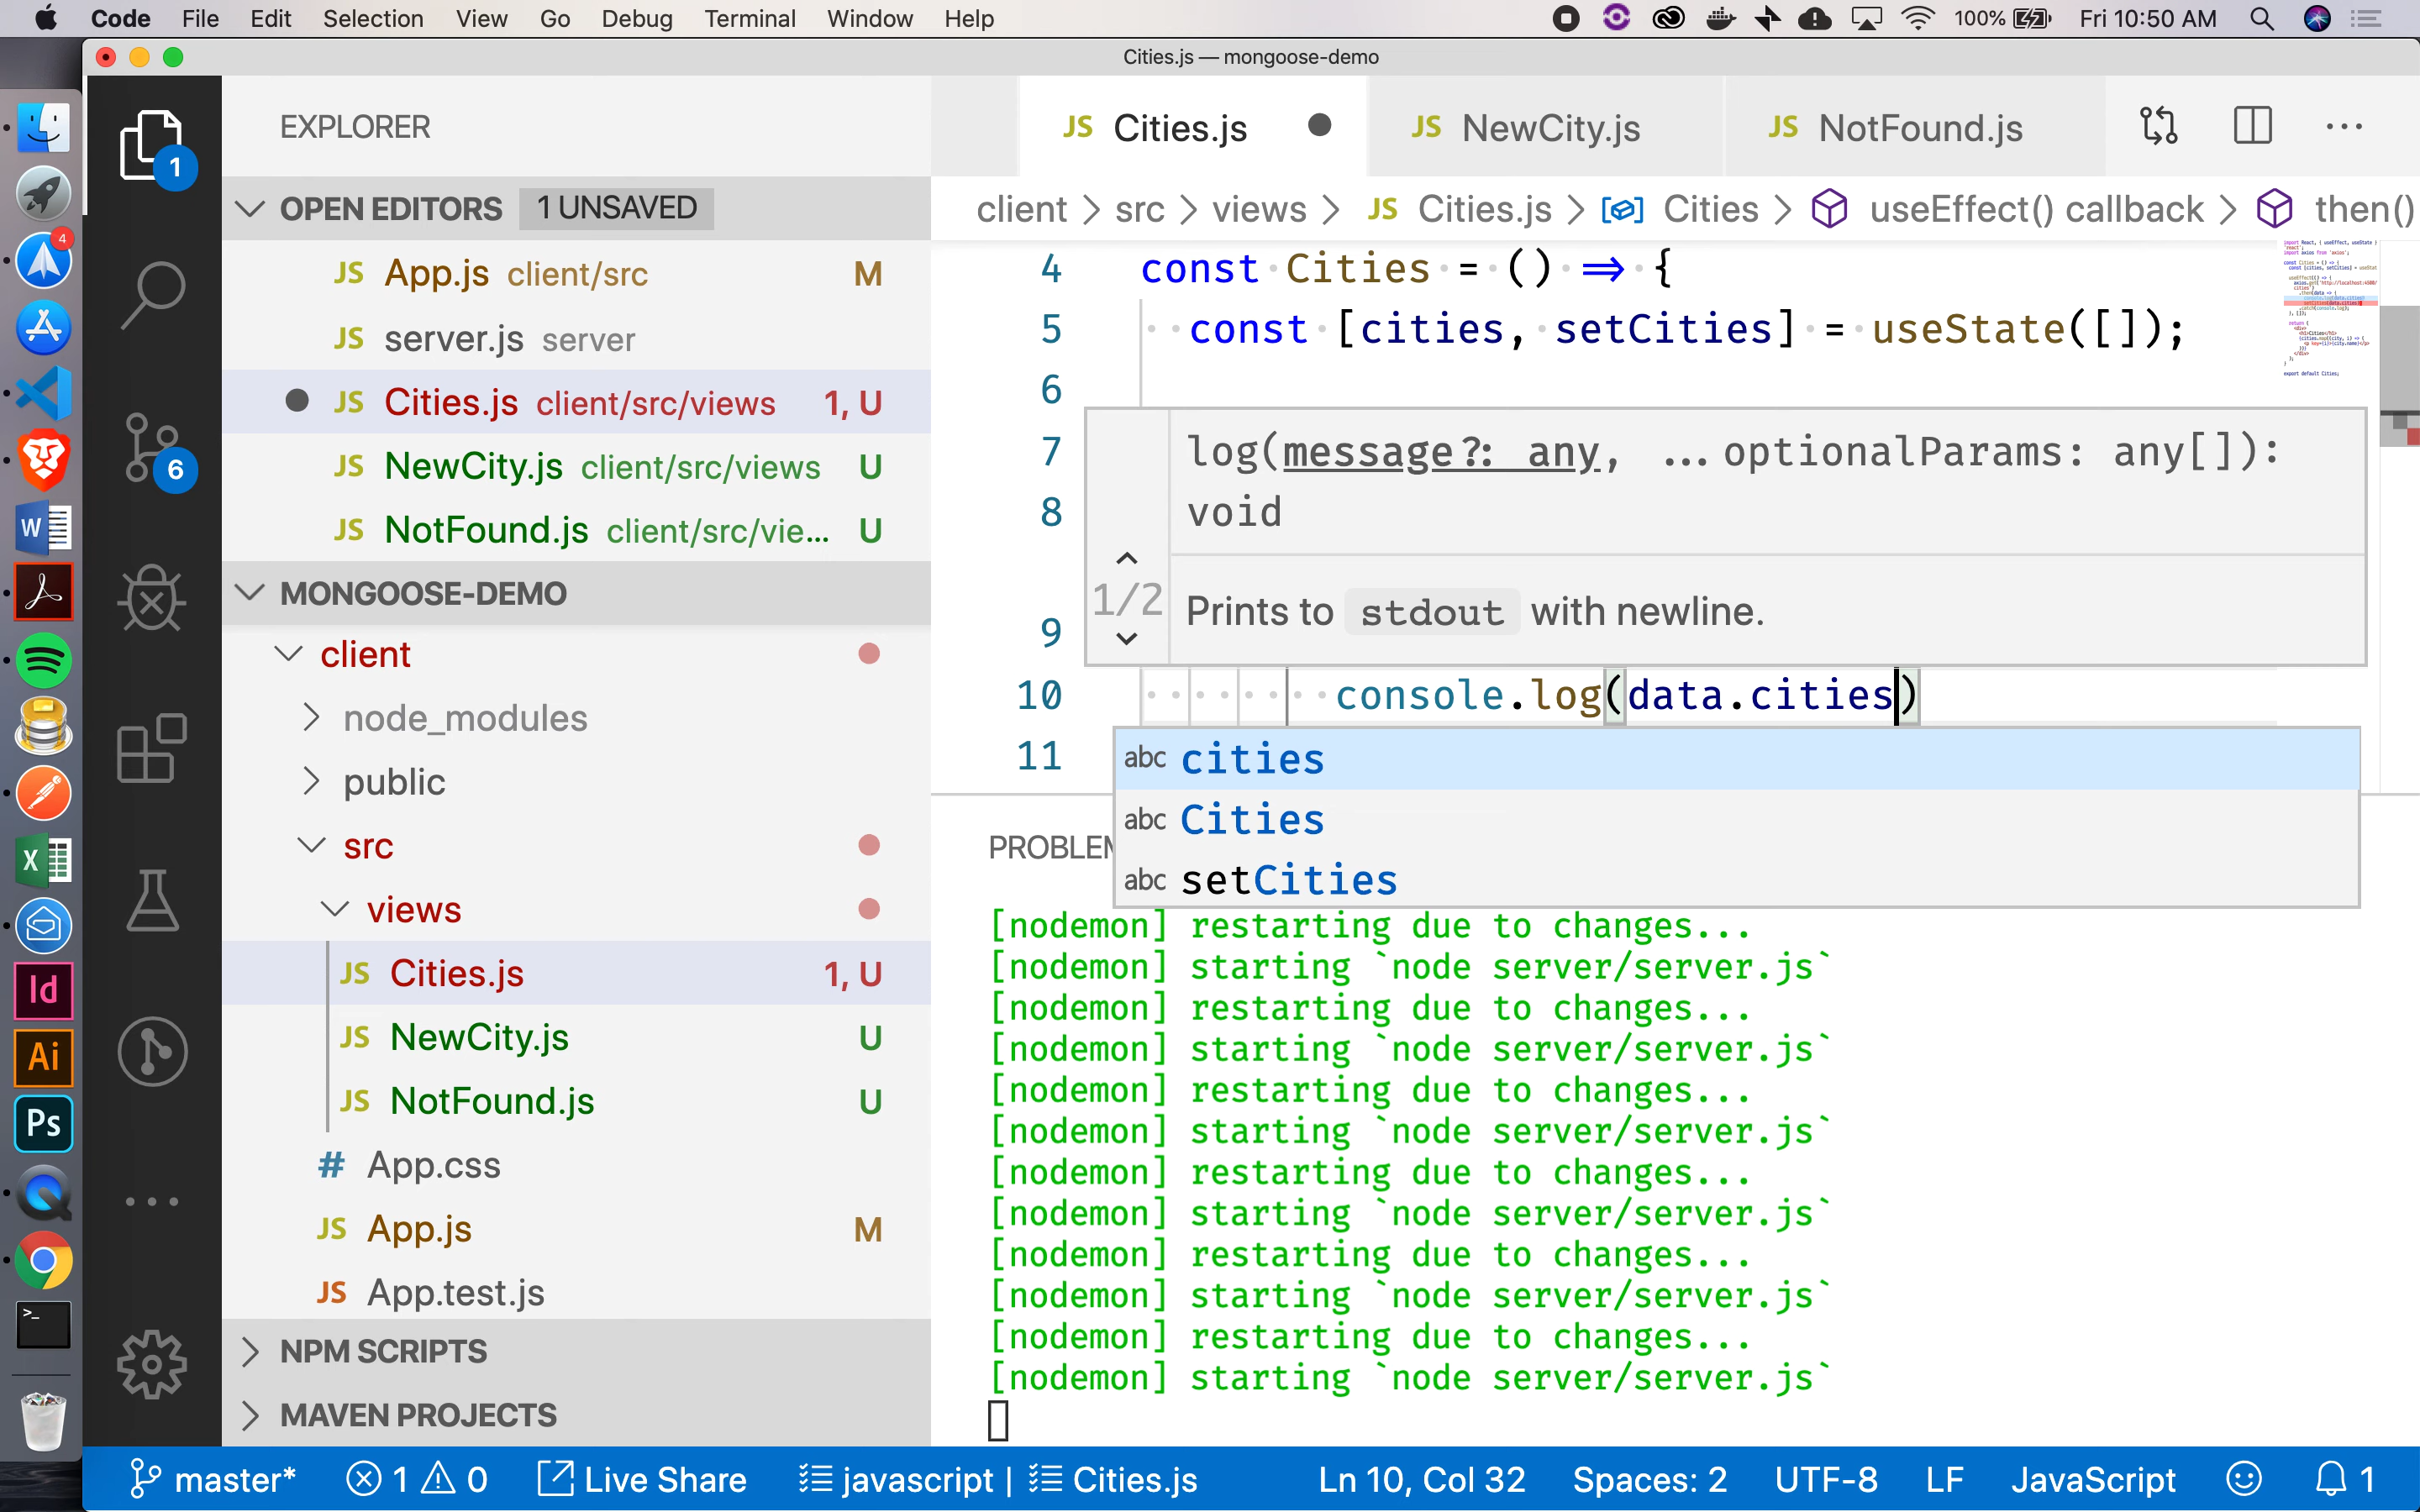 Code File Edit Selection View Go Debug Terminal Window Help 100% Fri 10:50 AM
Cities.js — mongoose-demo
EXPLORER
1
OPEN EDITORS 1 UNSAVED
JS App.js client/src M
JS server.js server
JS Cities.js client/src/views 1, U
JS NewCity.js client/src/views U
JS NotFound.js client/src/vie... U
6
MONGOOSE-DEMO
client
node_modules
public
src
views
JS Cities.js 1, U
JS NewCity.js U
JS NotFound.js U
# App.css
JS App.js M
JS App.test.js
NPM SCRIPTS
MAVEN PROJECTS
4
W
X
Id
Ai
Ps
>_
JS Cities.js JS NewCity.js JS NotFound.js ...
client > src > views > JS Cities.js > Cities > useEffect() callback > then()
4 const Cities = () ⇒ {
5 const [cities, setCities] = useState([]);
6
7
8
9
log(message?: any, ...optionalParams: any[]):
void
1/2
Prints to stdout with newline.
10 console.log(data.cities)
11
abc cities
abc Cities
abc setCities
PROBLEM
[nodemon] restarting due to changes...
[nodemon] starting `node server/server.js`
[nodemon] restarting due to changes...
[nodemon] starting `node server/server.js`
[nodemon] restarting due to changes...
[nodemon] starting `node server/server.js`
[nodemon] restarting due to changes...
[nodemon] starting `node server/server.js`
[nodemon] restarting due to changes...
[nodemon] starting `node server/server.js`
[nodemon] restarting due to changes...
[nodemon] starting `node server/server.js`
master* 1 0 Live Share javascript | Cities.js Ln 10, Col 32 Spaces: 2 UTF-8 LF JavaScript 1